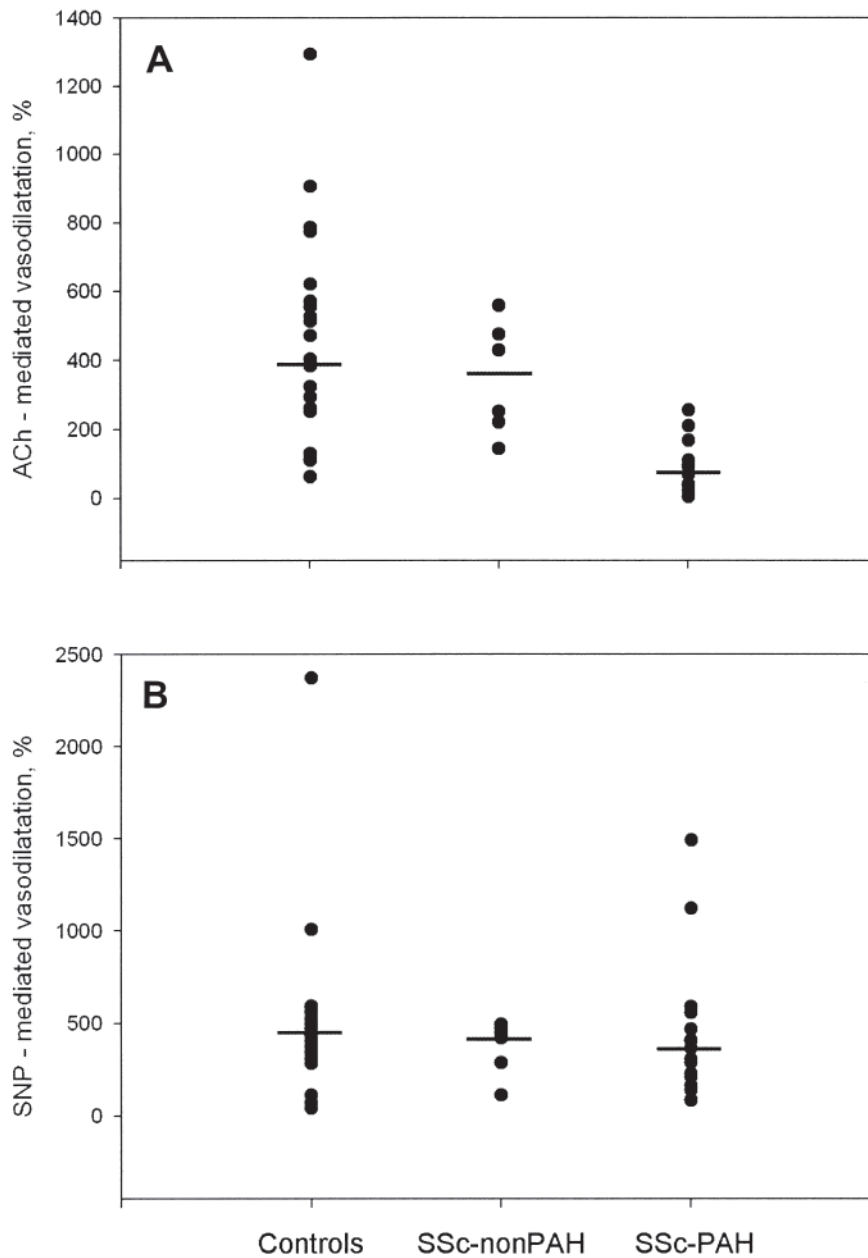 A
ACh - mediated vasodilatation, %
1400
1200
1000
800
600
400
200
0
B
SNP - mediated vasodilatation, %
2500
2000
1500
1000
500
0
Controls SSc-nonPAH SSc-PAH